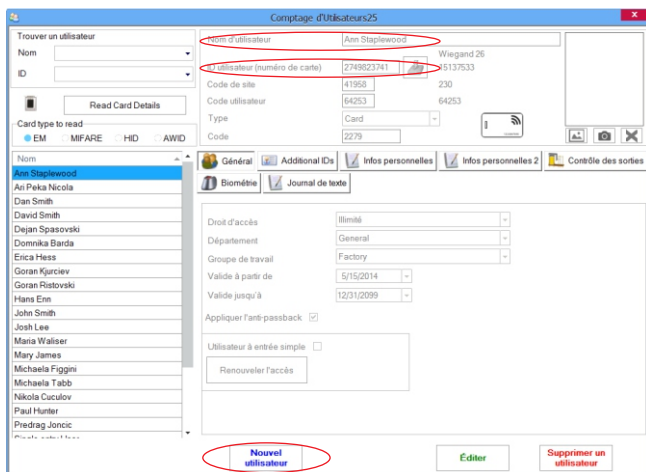 Comptage d'Utilisateurs25
x
Trouver un utilisateur
Nom
ID
Read Card Details
Card type to read
EM MIFARE HID AWID
Nom d'utilisateur Ann Staplewood
Wiegand 26
ID utilisateur (numéro de carte) 2749823741 15137533
Code de site 41958 230
Code utilisateur 64253 64253
Type Card
Code 2279
Nom
Ann Staplewood
Ari Peka Nicola
Dan Smith
David Smith
Dejan Spasovski
Domnika Barda
Erica Hess
Goran Kjurciev
Goran Ristovski
Hans Enn
John Smith
Josh Lee
Maria Waliser
Mary James
Michaela Figgini
Michaela Tabb
Nikola Cuculov
Paul Hunter
Predrag Joncic
Général Additional IDs Infos personnelles Infos personnelles 2 Contrôle des sorties
Biométrie Journal de texte
Droit d'accès Illimité
Département General
Groupe de travail Factory
Valide à partir de 5/15/2014
Valide jusqu'à 12/31/2099
Appliquer l'anti-passback
Utilisateur à entrée simple
Renouveler l'accès
Nouvel
utilisateur
Éditer
Supprimer un
utilisateur